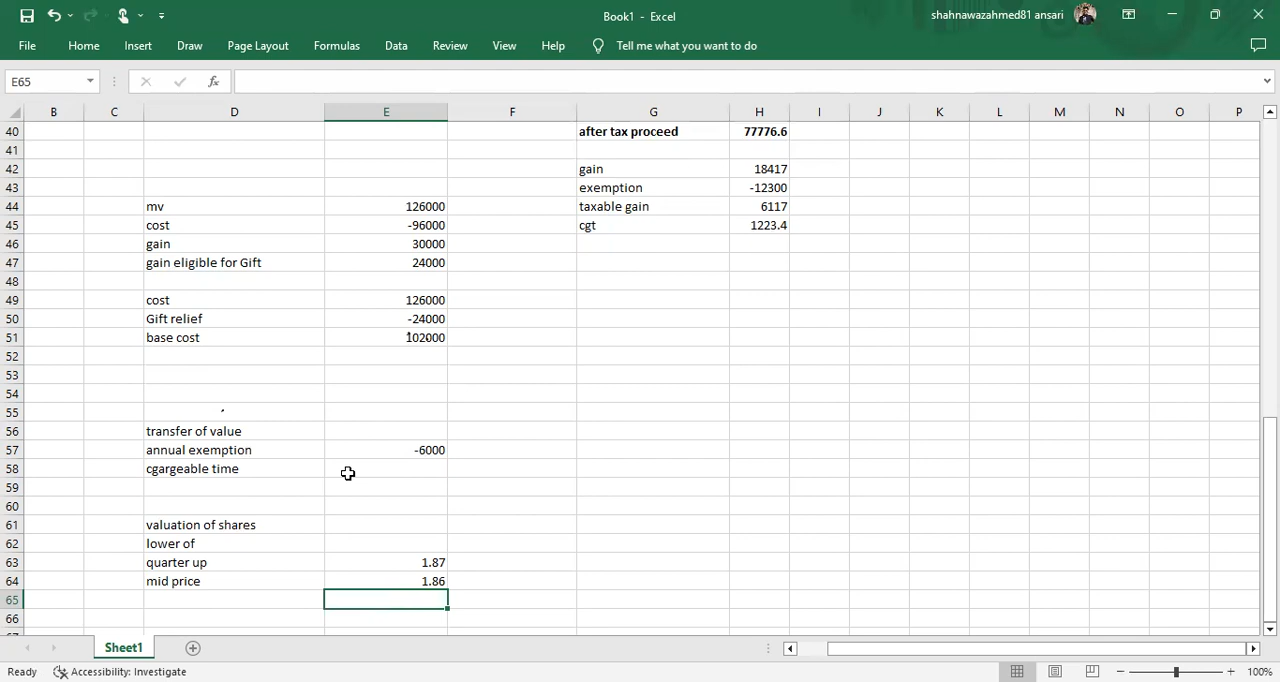 Book1 - Excel
shahnawazahmed81 ansari
File Home Insert Draw Page Layout Formulas Data Review View Help Tell me what you want to do
E65 fx
B C D E F G H I J K L M N O P
40 after tax proceed 77776.6
41
42 gain 18417
43 exemption -12300
44 mv 126000 taxable gain 6117
45 cost -96000 cgt 1223.4
46 gain 30000
47 gain eligible for Gift 24000
48
49 cost 126000
50 Gift relief -24000
51 base cost 102000
52
53
54
55
56 transfer of value
57 annual exemption -6000
58 cgargeable time
59
60
61 valuation of shares
62 lower of
63 quarter up 1.87
64 mid price 1.86
65
66
Sheet1
Ready Accessibility: Investigate 100%